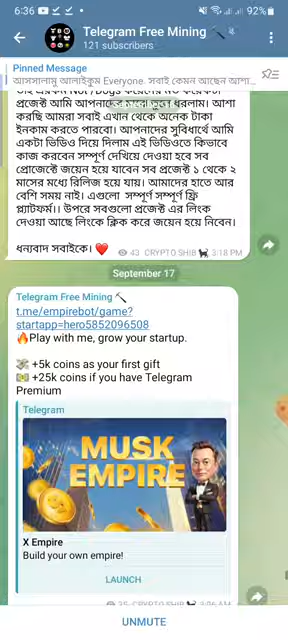 6:36
92%
Telegram Free Mining
121 subscribers
Pinned Message
আসসালামু আলাইকুম Everyone. সবাই কেমন আছেন আশা...
প্রজেক্ট আমি আপনাদের
তুলে ধরলাম। আশা
করছি আমরা সবাই এখান থেকে অনেক টাকা
ইনকাম করতে পারবো। আপনাদের সুবিধার্থে আমি
একটা ভিডিও দিয়ে দিলাম এই ভিডিওতে কিভাবে
কাজ করবেন সম্পূর্ণ দেখিয়ে দেওয়া হবে সব
প্রোজেক্টে জয়েন হয়ে যাবেন সব প্রজেক্ট ১ থেকে ২
মাসের মধ্যে রিলিজ হয়ে যায়। আমাদের হাতে আর
বেশি সময় নাই। এগুলো সম্পূর্ণ সম্পূর্ণ ফ্রি
প্ল্যাটফর্ম।। উপরে সবগুলো প্রজেক্ট এর লিংক
দেওয়া আছে লিংকে ক্লিক করে জয়েন হয়ে নিবেন।
ধন্যবাদ সবাইকে। ❤️
43 CRYPTO SHIB 🐈‍⬛ 3:18 PM
September 17
Telegram Free Mining ⛏️
t.me/empirebot/game?
startapp=hero5852096508
🔥Play with me, grow your startup.
💸 +5k coins as your first gift
💵 +25k coins if you have Telegram
Premium
Telegram
MUSK
EMPIRE
X Empire
Build your own empire!
LAUNCH
CRYPTO SHIB
UNMUTE